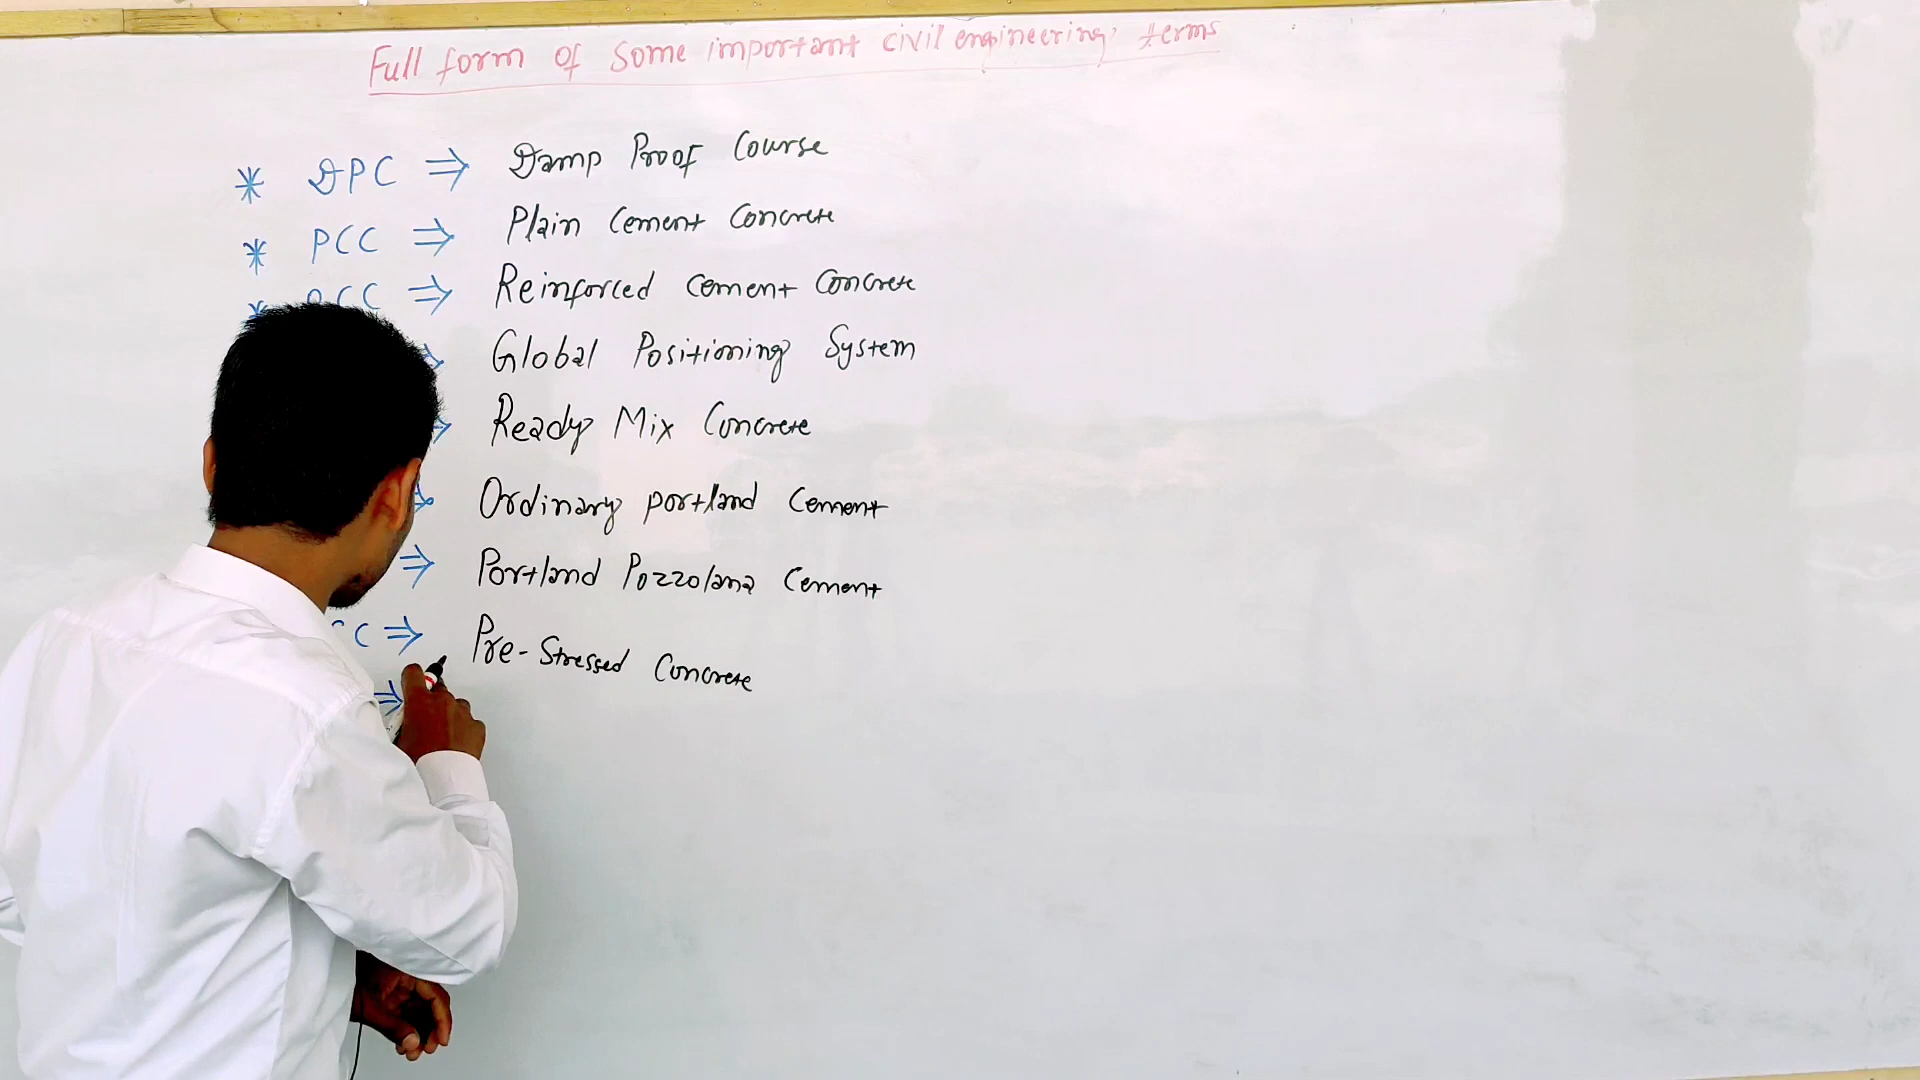 Full form of some important civil engineering terms
* DPC ⇒ Damp Proof Course
* PCC ⇒ Plain Cement Concrete
* RCC ⇒ Reinforced Cement Concrete
Global Positioning System
Ready Mix Concrete
Ordinary portland Cement
⇒ Portland Pozzolana Cement
C ⇒ Pre-Stressed Concrete
⇒